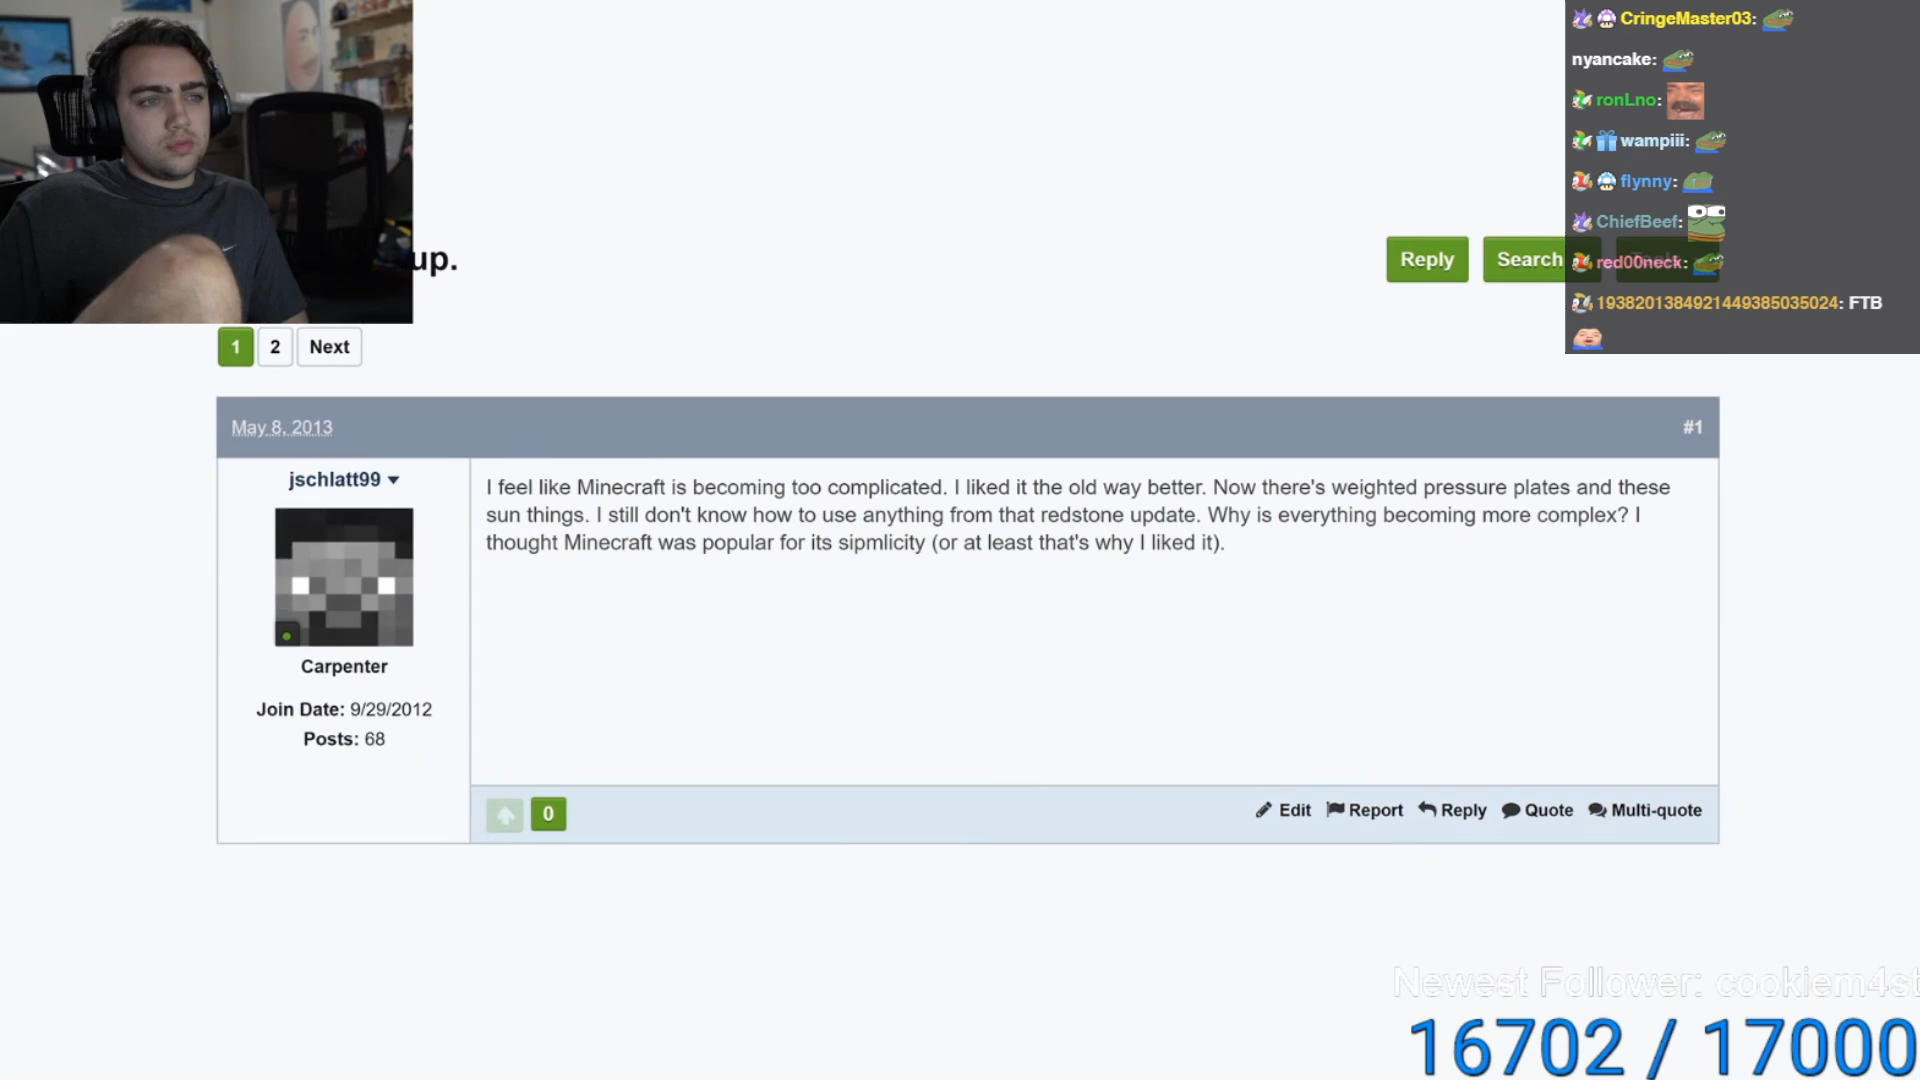 CringeMaster03:
nyancake:
ronLno:
wampiii:
flynny:
ChiefBeef:
red00neck:
1938201384921449385035024: FTB
up.
Reply
Search
1
2
Next
May 8, 2013
#1
jschlatt99
Carpenter
Join Date: 9/29/2012
Posts: 68
I feel like Minecraft is becoming too complicated. I liked it the old way better. Now there's weighted pressure plates and these
sun things. I still don't know how to use anything from that redstone update. Why is everything becoming more complex? I
thought Minecraft was popular for its sipmlicity (or at least that's why I liked it).
0
Edit
Report
Reply
Quote
Multi-quote
Newest Follower: cookiem4st
16702 / 17000